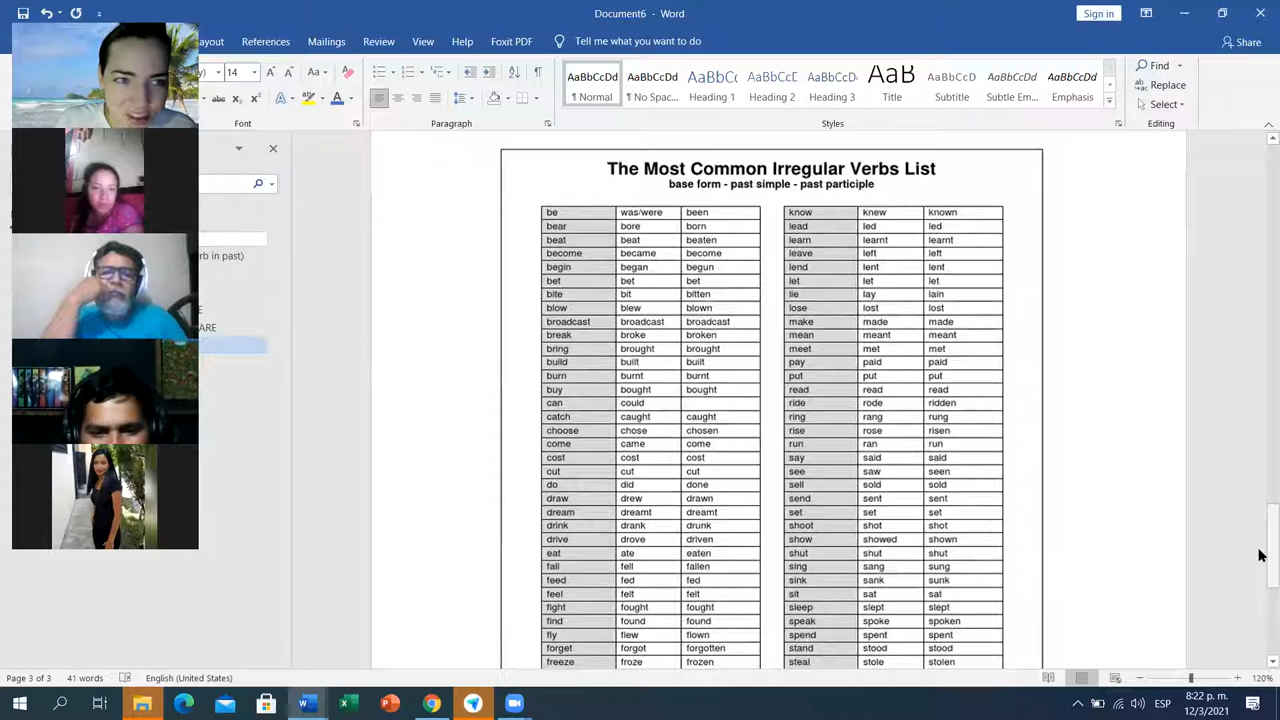 Document1 - Word
Sign in
ayout References Mailings Review View Help Foxit PDF Tell me what you want to do Share
14
AaBbCcDd AaBbCcDd AaBbC( AaBbCcE AaBbCcD AaB AaBbCcD AaBbCcDd AaBbCcDd
Normal No Spac... Heading 1 Heading 2 Heading 3 Title Subtitle Subtle Em... Emphasis
Find
Replace
Select
Font Paragraph Styles Editing
erb in past)
E
ARE
The Most Common Irregular Verbs List
base form - past simple - past participle
be was/were been
bear bore born
beat beat beaten
become became become
begin began begun
bet bet bet
bite bit bitten
blow blew blown
broadcast broadcast broadcast
break broke broken
bring brought brought
build built built
burn burnt burnt
buy bought bought
can could
catch caught caught
choose chose chosen
come came come
cost cost cost
cut cut cut
do did done
draw drew drawn
dream dreamt dreamt
drink drank drunk
drive drove driven
eat ate eaten
fall fell fallen
feed fed fed
feel felt felt
fight fought fought
find found found
fly flew flown
forget forgot forgotten
freeze froze frozen
know knew known
lead led led
learn learnt learnt
leave left left
lend lent lent
let let let
lie lay lain
lose lost lost
make made made
mean meant meant
meet met met
pay paid paid
put put put
read read read
ride rode ridden
ring rang rung
rise rose risen
run ran run
say said said
see saw seen
sell sold sold
send sent sent
set set set
shoot shot shot
show showed shown
shut shut shut
sing sang sung
sink sank sunk
sit sat sat
sleep slept slept
speak spoke spoken
spend spent spent
stand stood stood
steal stole stolen
Page 3 of 3 41 words English (United States) 120%
ESP
8:22 p. m.
12/3/2021